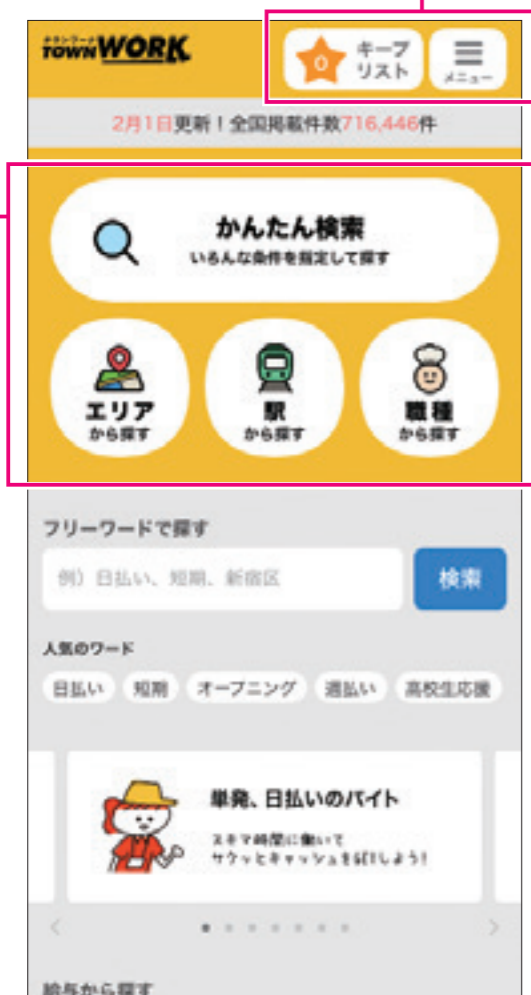 タウンワーク
TOWNWORK
0
キープ
リスト
メニュー
2月1日更新!全国掲載件数716,446件
かんたん検索
いろんな条件を指定して探す
エリア
から探す
駅
から探す
職種
から探す
フリーワードで探す
例）日払い、短期、新宿区
検索
人気のワード
日払い 短期 オープニング 週払い 高校生応援
単発、日払いのバイト
スキマ時間に働いて
サクッとキャッシュをGETしよう!
給与から探す